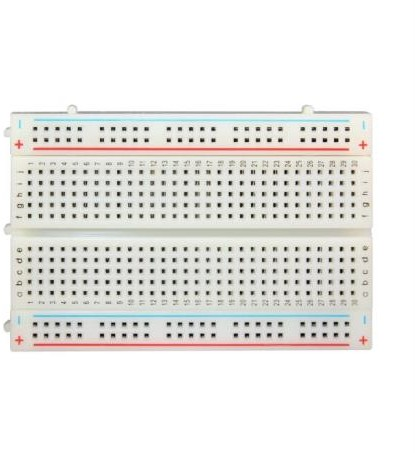 − −
+ +
1 2 3 4 5 6 7 8 9 10 11 12 13 14 15 16 17 18 19 20 21 22 23 24 25 26 27 28 29 30
j j
i i
h h
g g
f f
e e
d d
c c
b b
a a
1 2 3 4 5 6 7 8 9 10 11 12 13 14 15 16 17 18 19 20 21 22 23 24 25 26 27 28 29 30
− −
+ +